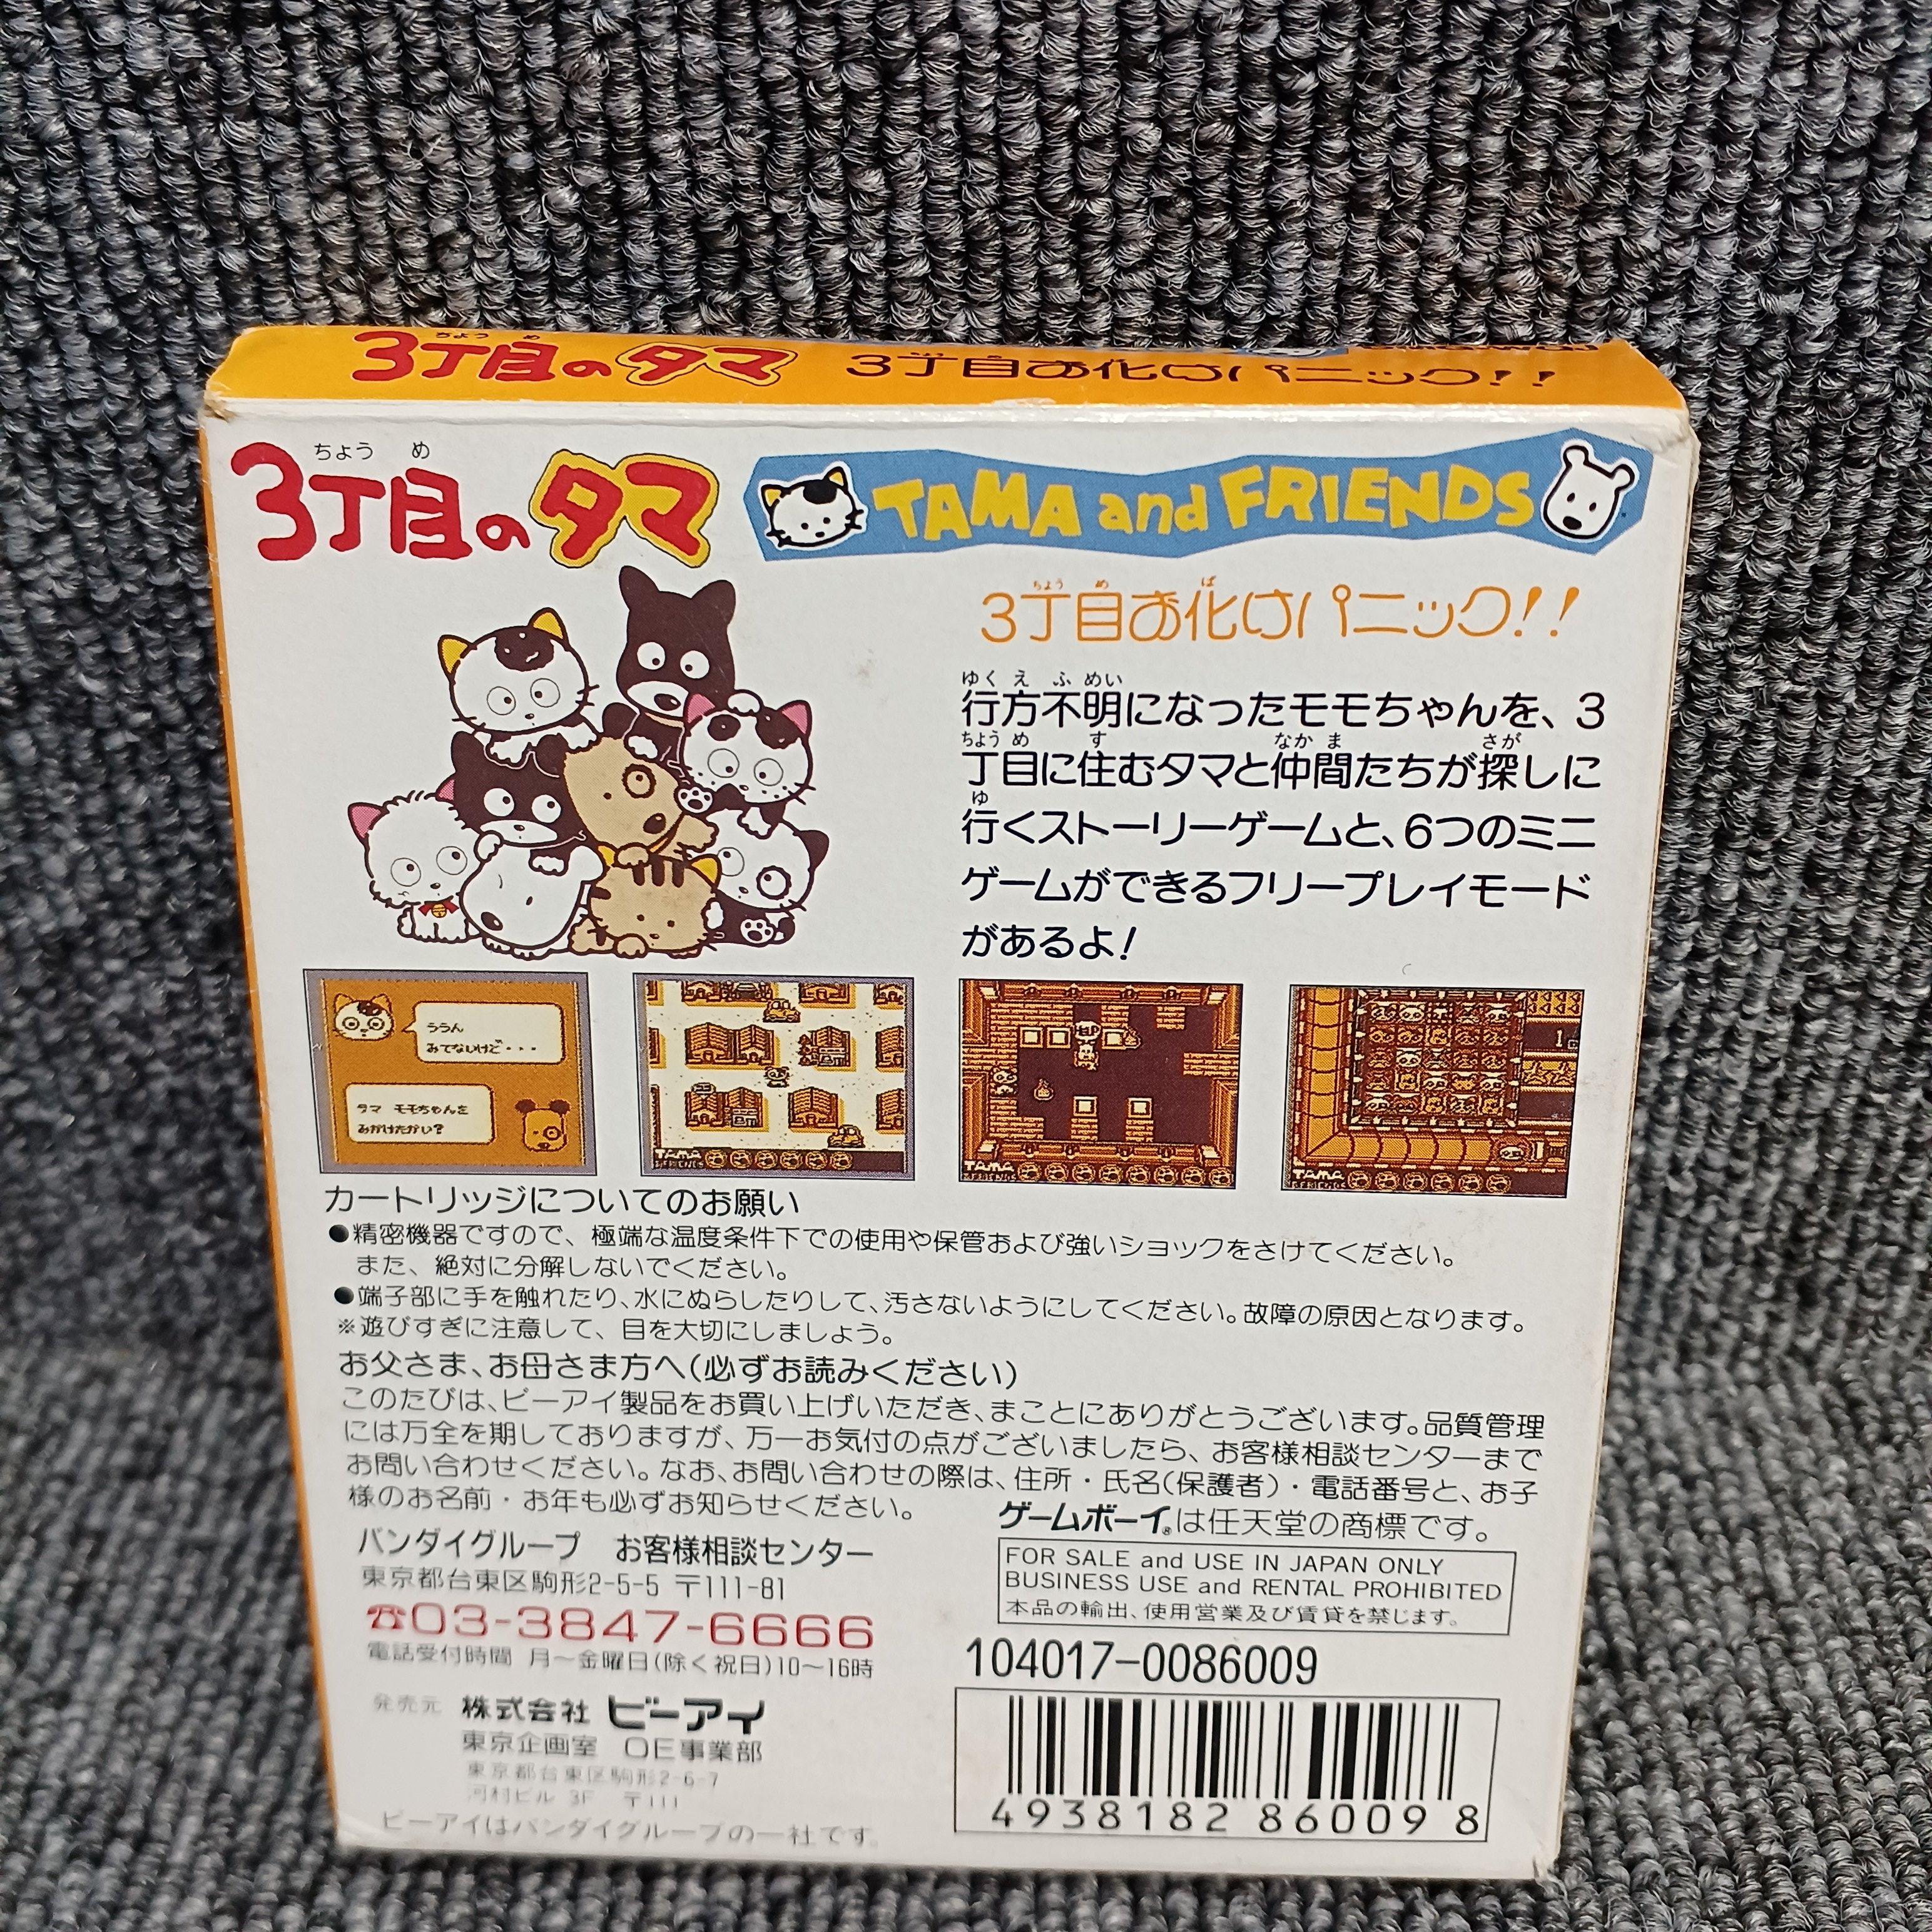 3丁目のタマ 3丁目お化けパニック!!
ちょう め
3丁目のタマ
TAMA and FRIENDS
ちょう め ば
3丁目お化けパニック!!
ゆく え ふ めい
行方不明になったモモちゃんを、3
ちょう め す なか ま さが
丁目に住むタマと仲間たちが探しに
ゆ
行くストーリーゲームと、6つのミニ
ゲームができるフリープレイモード
があるよ!
ううん
みてないけど・・・
タマ モモちゃんを
みかけたかい?
TAMA
& FRIENDS
HELP
TAMA
& FRIENDS
TAMA
& FRIENDS
カートリッジについてのお願い
●精密機器ですので、極端な温度条件下での使用や保管および強いショックをさけてください。
また、絶対に分解しないでください。
●端子部に手を触れたり、水にぬらしたりして、汚さないようにしてください。故障の原因となります。
※遊びすぎに注意して、目を大切にしましょう。
お父さま、お母さま方へ(必ずお読みください)
このたびは、ビーアイ製品をお買い上げいただき、まことにありがとうございます。品質管理
には万全を期しておりますが、万一お気付の点がございましたら、お客様相談センターまで
お問い合わせください。なお、お問い合わせの際は、住所・氏名(保護者)・電話番号と、お子
様のお名前・お年も必ずお知らせください。
ゲームボーイ®は任天堂の商標です。
バンダイグループ お客様相談センター
東京都台東区駒形2-5-5 〒111-81
☎03-3847-6666
電話受付時間 月〜金曜日(除く祝日)10〜16時
FOR SALE and USE IN JAPAN ONLY
BUSINESS USE and RENTAL PROHIBITED
本品の輸出、使用営業及び賃貸を禁じます。
104017-0086009
発売元 株式会社 ビーアイ
東京企画室 OE事業部
東京都台東区駒形2-6-7
河村ビル 3F 〒111
ビーアイはバンダイグループの一社です。
4938182860098